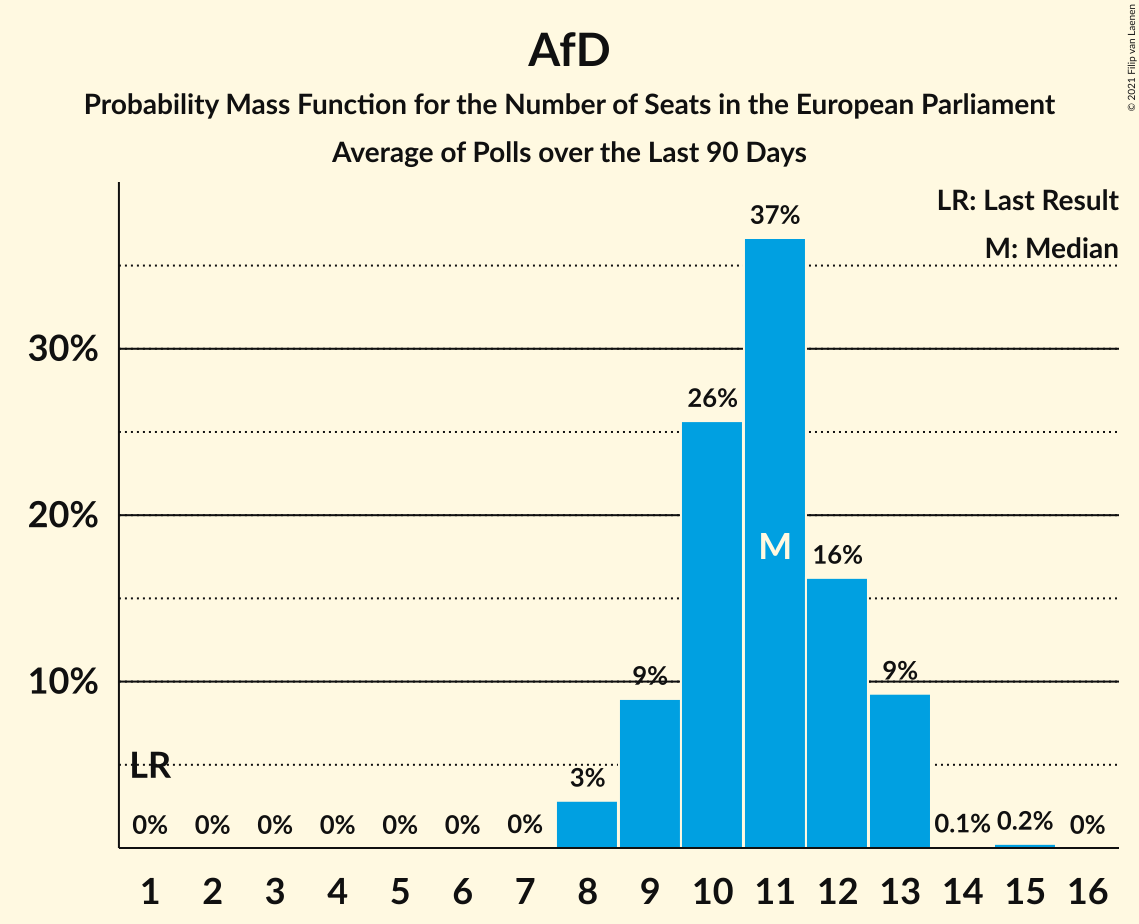 AfD
Probability Mass Function for the Number of Seats in the European Parliament
Average of Polls over the Last 90 Days
© 2021 Filip van Laenen
LR: Last Result
M: Median
37%
30%
26%
20%
M
16%
10%
9%
9%
LR
3%
0% 0% 0% 0% 0% 0% 0% 0.1% 0.2% 0%
1 2 3 4 5 6 7 8 9 10 11 12 13 14 15 16